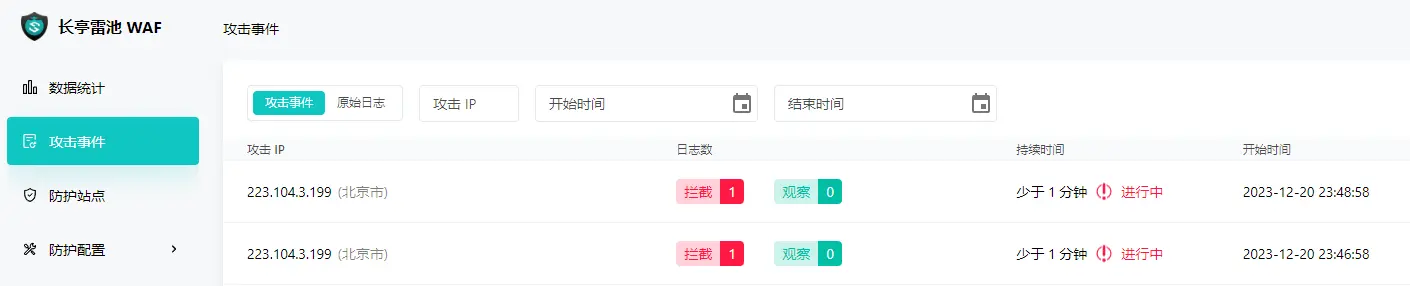 长亭雷池 WAF
攻击事件
数据统计
攻击事件
防护站点
防护配置
攻击事件 原始日志 攻击 IP 开始时间 结束时间
攻击 IP 日志数 持续时间 开始时间
223.104.3.199 (北京市) 拦截 1 观察 0 少于 1 分钟 进行中 2023-12-20 23:48:58
223.104.3.199 (北京市) 拦截 1 观察 0 少于 1 分钟 进行中 2023-12-20 23:46:58